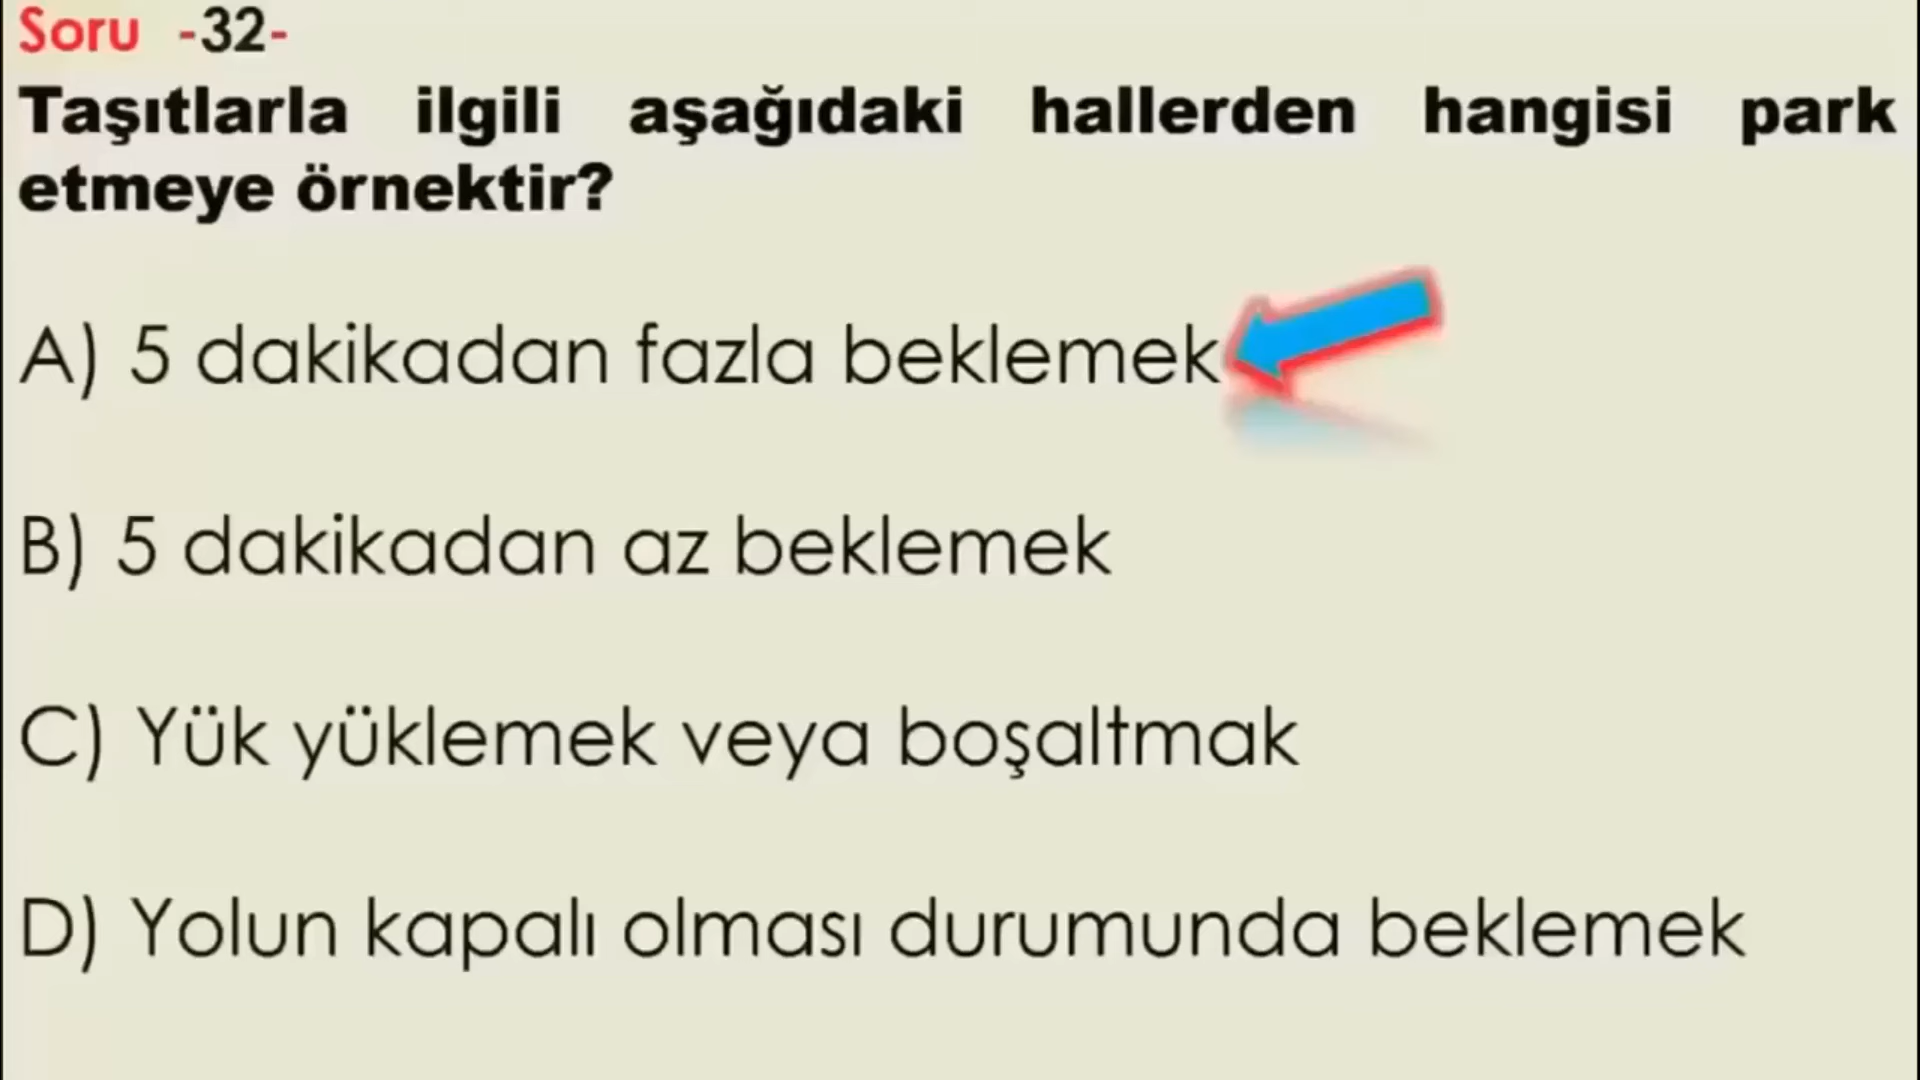 Soru -32-
Taşıtlarla ilgili aşağıdaki hallerden hangisi park
etmeye örnektir?
A) 5 dakikadan fazla beklemek
B) 5 dakikadan az beklemek
C) Yük yüklemek veya boşaltmak
D) Yolun kapalı olması durumunda beklemek